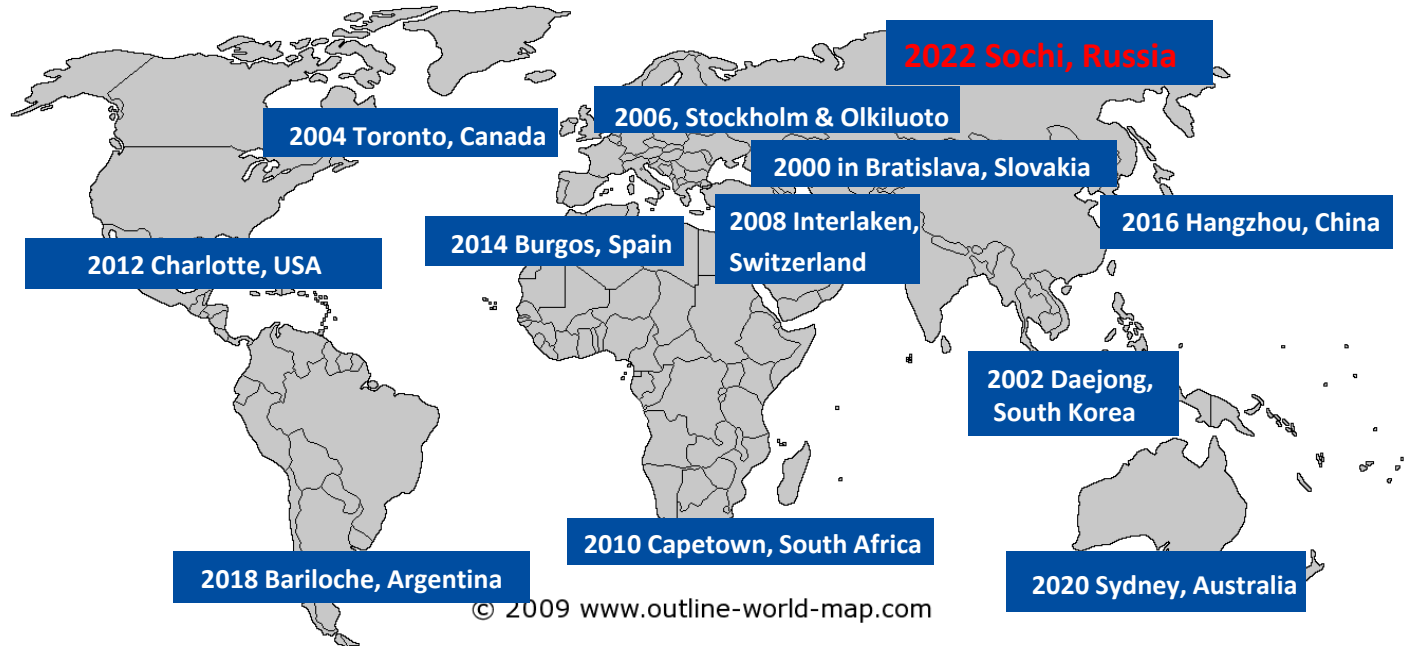 2022 Sochi, Russia
2006, Stockholm & Olkiluoto
2004 Toronto, Canada
2000 in Bratislava, Slovakia
2008 Interlaken,
Switzerland
2016 Hangzhou, China
2014 Burgos, Spain
2012 Charlotte, USA
2002 Daejong,
South Korea
2010 Capetown, South Africa
2018 Bariloche, Argentina
2020 Sydney, Australia
© 2009 www.outline-world-map.com